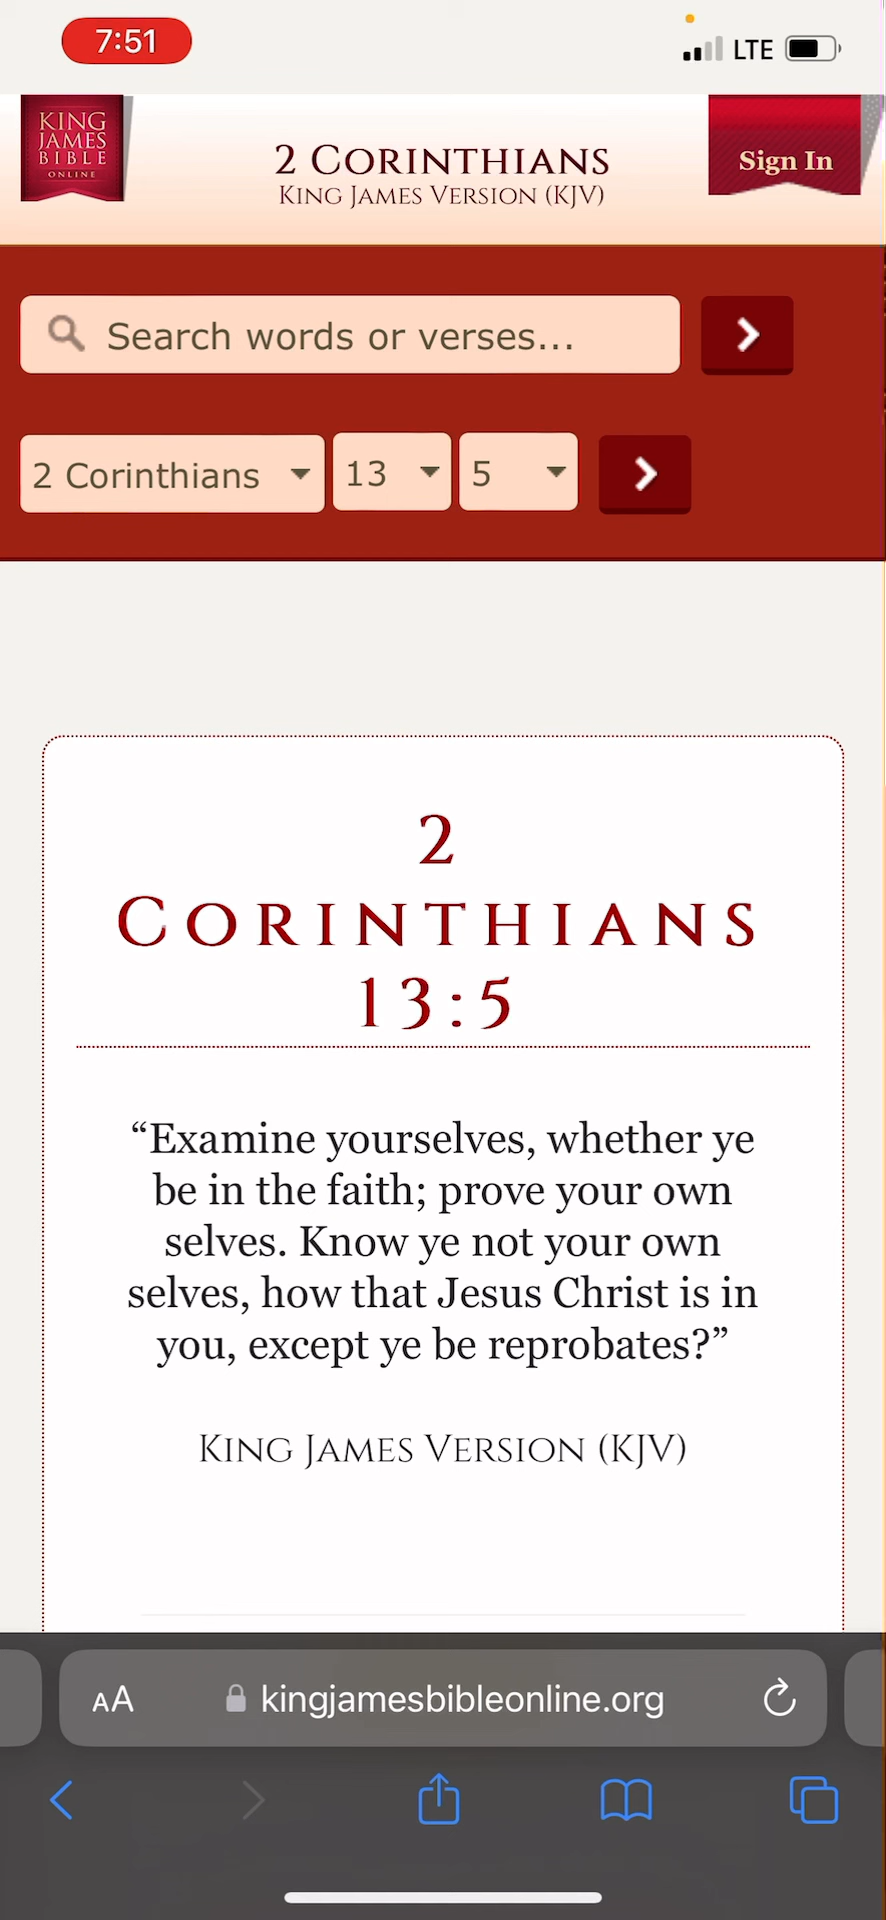 7:51
LTE
KING
JAMES
BIBLE
ONLINE
2 CORINTHIANS
KING JAMES VERSION (KJV)
Sign In
Search words or verses...
2 Corinthians
13
5
2
CORINTHIANS
13:5
“Examine yourselves, whether ye
be in the faith; prove your own
selves. Know ye not your own
selves, how that Jesus Christ is in
you, except ye be reprobates?”
KING JAMES VERSION (KJV)
AA
kingjamesbibleonline.org